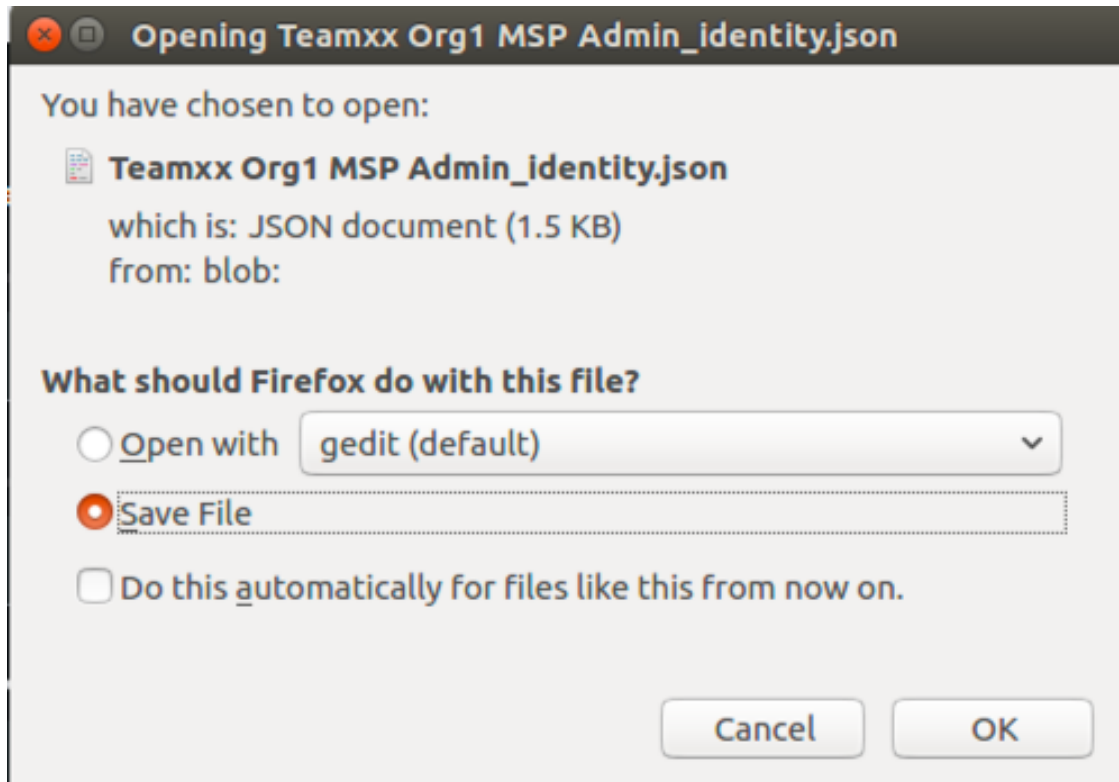 Opening Teamxx Org1 MSP Admin_identity.json
You have chosen to open:
Teamxx Org1 MSP Admin_identity.json
which is: JSON document (1.5 KB)
from: blob:
What should Firefox do with this file?
Open with gedit (default)
Save File
Do this automatically for files like this from now on.
Cancel OK